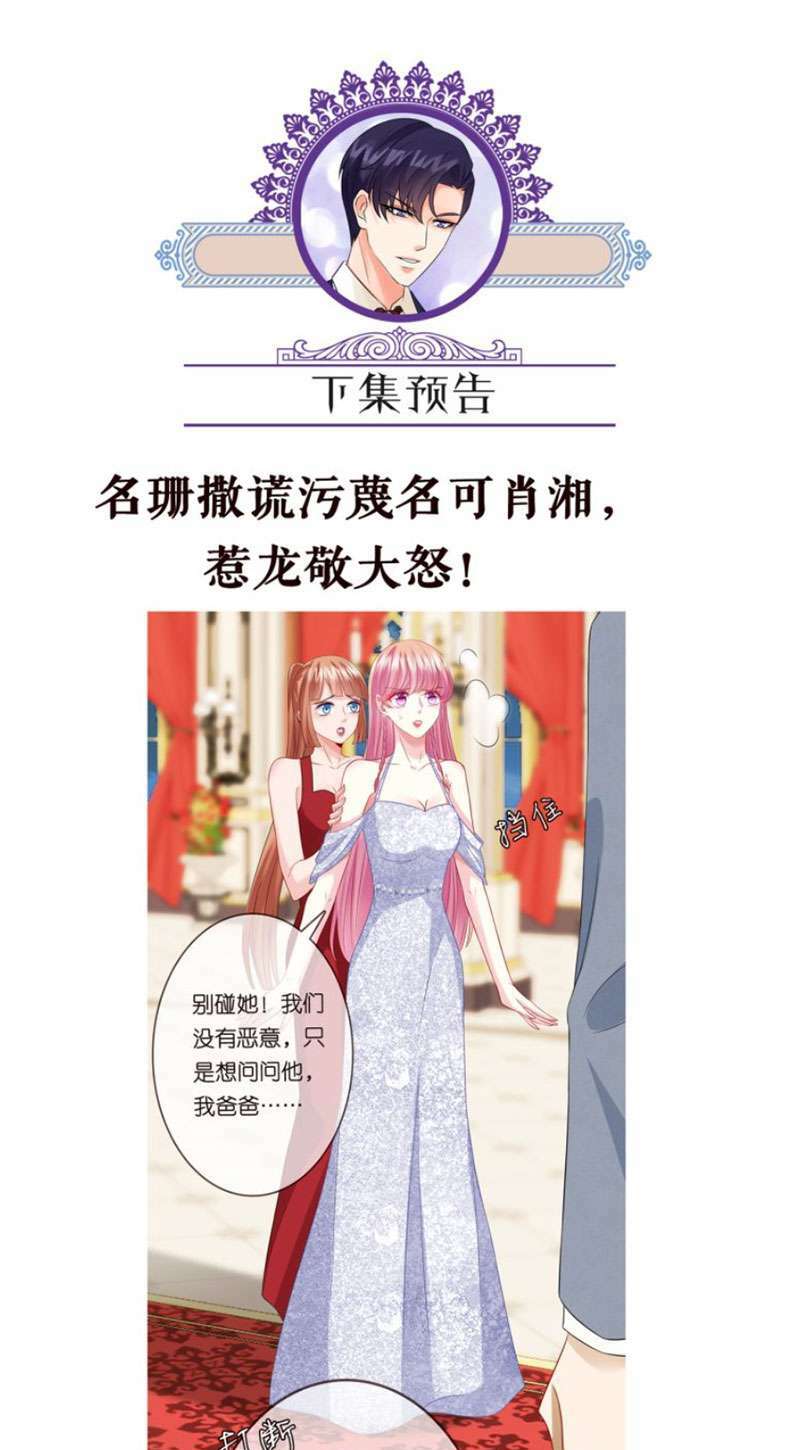 下集预告
名珊撒谎污蔑名可肖湘，
惹龙敬大怒！
挡住
别碰她！我们
没有恶意，只
是想问问他，
我爸爸……
打断